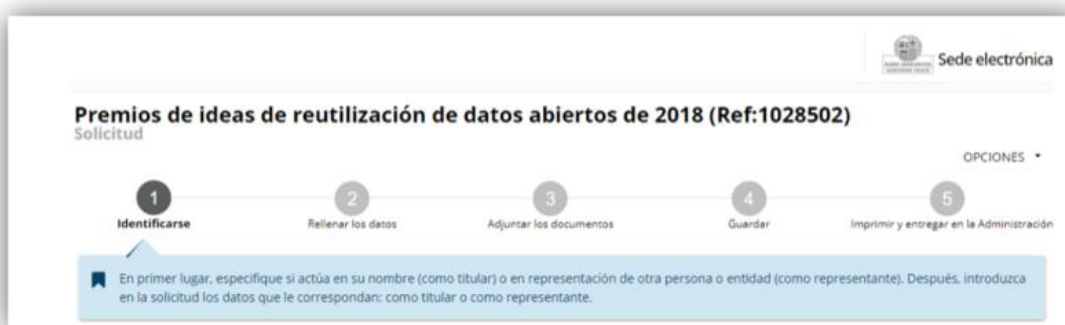 Sede electrónica
Premios de ideas de reutilización de datos abiertos de 2018 (Ref:1028502)
Solicitud
OPCIONES
1
2
3
4
5
Identificarse
Rellenar los datos
Adjuntar los documentos
Guardar
Imprimir y entregar en la Administración
En primer lugar, especifique si actúa en su nombre (como titular) o en representación de otra persona o entidad (como representante). Después, introduzca
en la solicitud los datos que le correspondan: como titular o como representante.